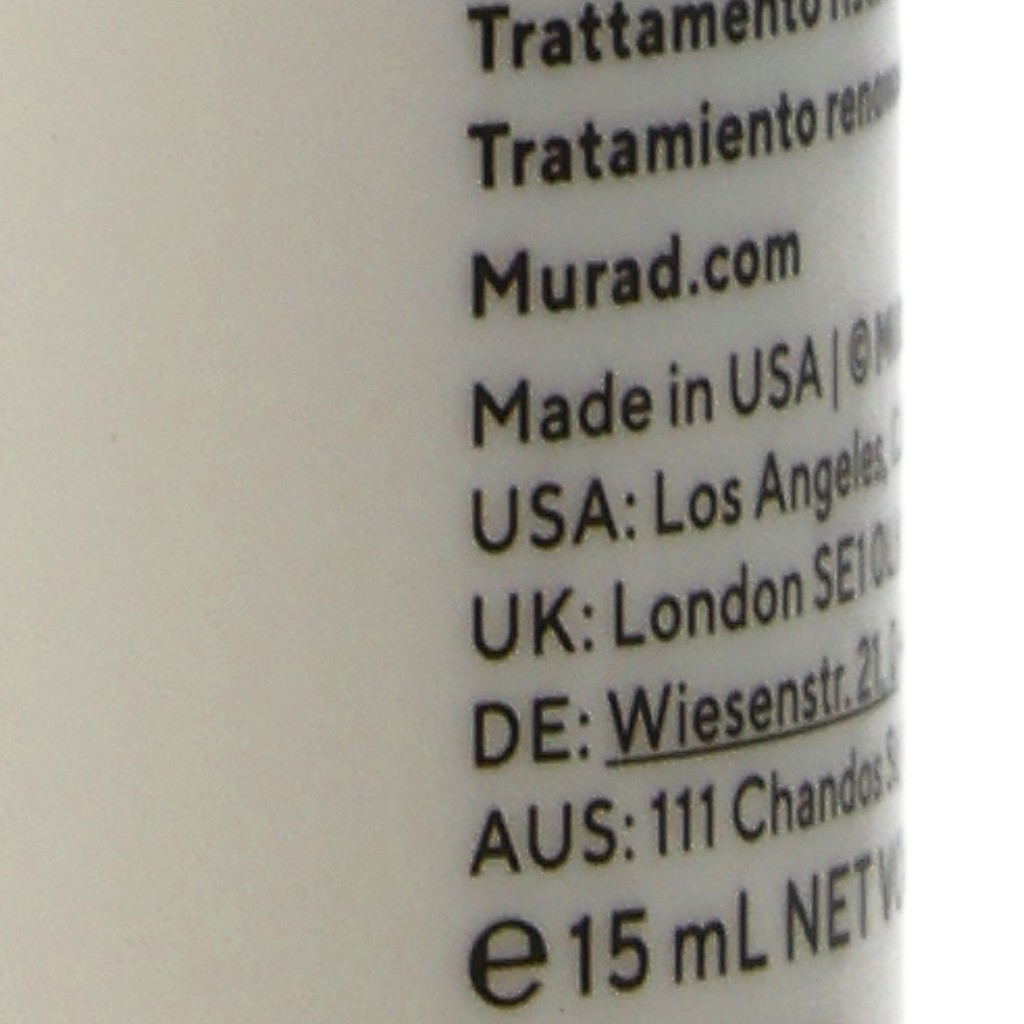 Trattamento
Tratamiento
Murad.com
Made in USA | ©
USA: Los Angeles,
UK: London SE1
DE: Wiesenstr. 21,
AUS: 111 Chandos
e 15 mL NET